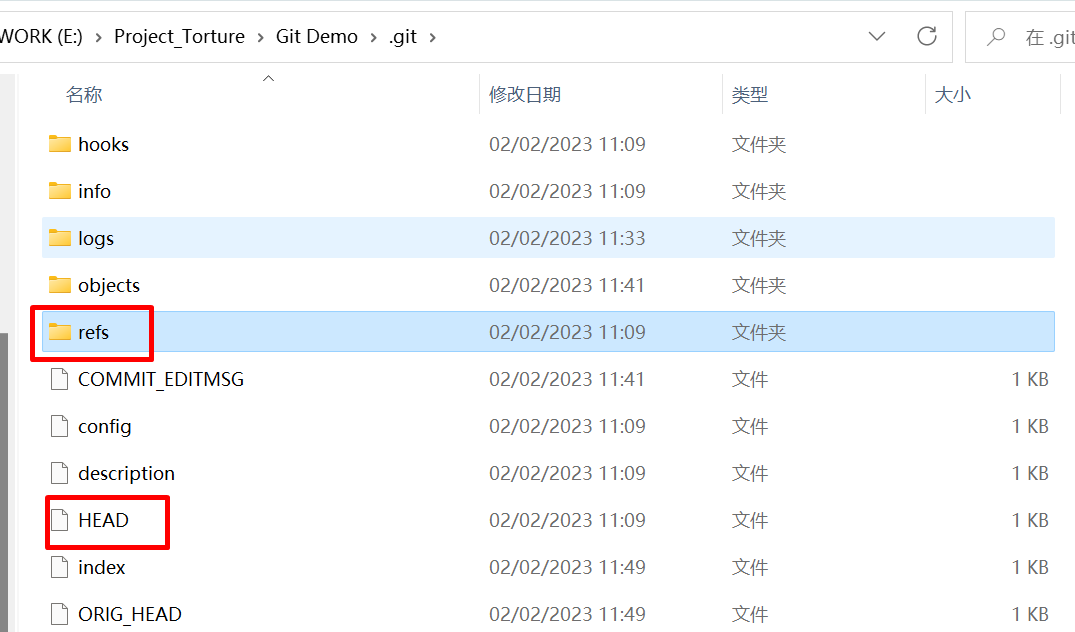 WORK (E:) > Project_Torture > Git Demo > .git >
在 .git
名称 修改日期 类型 大小
hooks 02/02/2023 11:09 文件夹
info 02/02/2023 11:09 文件夹
logs 02/02/2023 11:33 文件夹
objects 02/02/2023 11:41 文件夹
refs 02/02/2023 11:09 文件夹
COMMIT_EDITMSG 02/02/2023 11:41 文件 1 KB
config 02/02/2023 11:09 文件 1 KB
description 02/02/2023 11:09 文件 1 KB
HEAD 02/02/2023 11:09 文件 1 KB
index 02/02/2023 11:49 文件 1 KB
ORIG_HEAD 02/02/2023 11:49 文件 1 KB